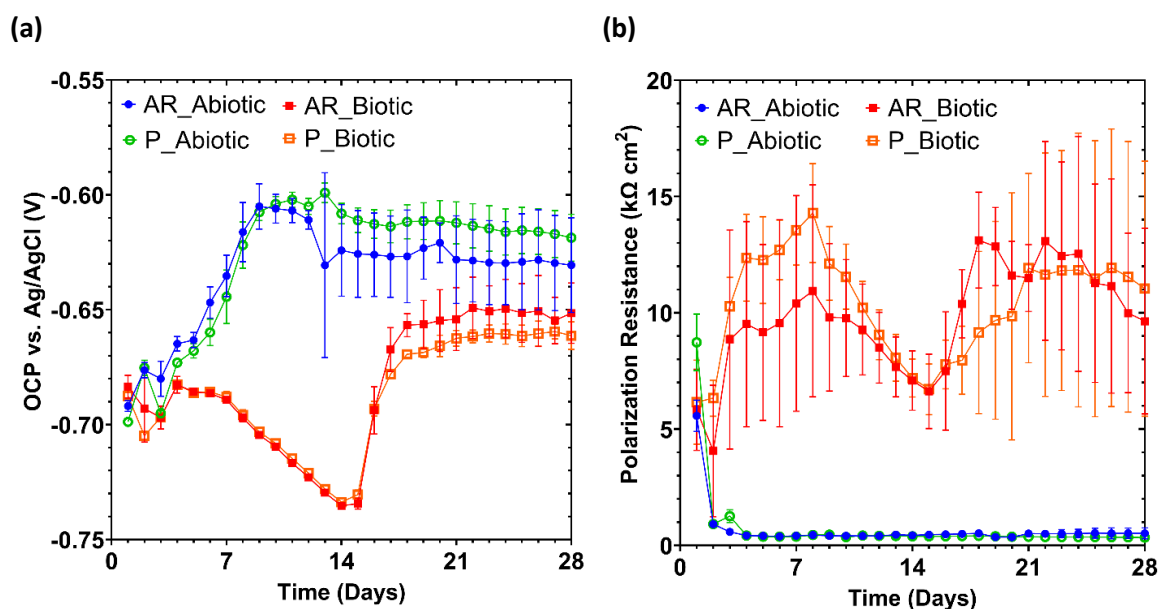 (a)
OCP vs. Ag/AgCl (V)
-0.55
-0.60
-0.65
-0.70
-0.75
AR_Abiotic
AR_Biotic
P_Abiotic
P_Biotic
0
7
14
21
28
Time (Days)
(b)
Polarization Resistance (kΩ cm²)
20
15
10
5
0
AR_Abiotic
AR_Biotic
P_Abiotic
P_Biotic
0
7
14
21
28
Time (Days)